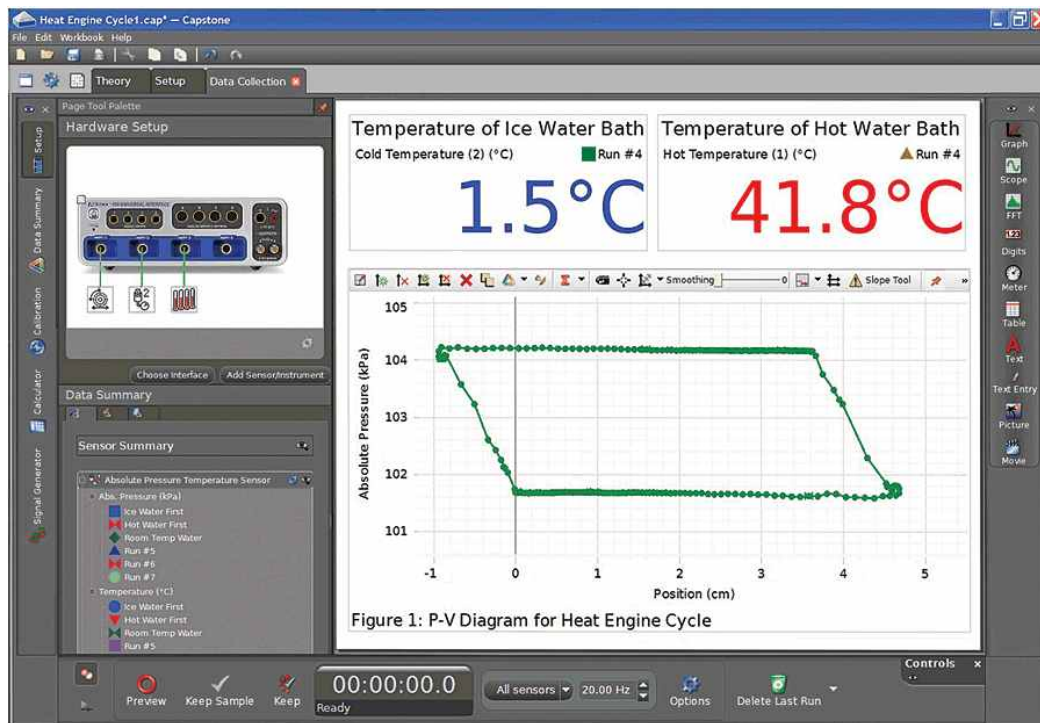 Heat Engine Cycle1.cap* — Capstone
File Edit Workbook Help
Theory Setup Data Collection
Page Tool Palette
Hardware Setup
Setup
Data Summary
Calibration
Calculator
Signal Generator
2
Choose Interface Add Sensor/Instrument
Data Summary
Sensor Summary
Absolute Pressure Temperature Sensor
Abs. Pressure (kPa)
Ice Water First
Hot Water First
Room Temp Water
Run #5
Run #6
Run #7
Temperature (°C)
Ice Water First
Hot Water First
Room Temp Water
Run #5
Temperature of Ice Water Bath
Cold Temperature (2) (°C) Run #4
1.5°C
Temperature of Hot Water Bath
Hot Temperature (1) (°C) Run #4
41.8°C
Smoothing 0 Slope Tool »
Absolute Pressure (kPa)
105
104
103
102
101
-1 0 1 2 3 4 5
Position (cm)
Figure 1: P-V Diagram for Heat Engine Cycle
Graph
Scope
FFT
1.23
Digits
Meter
Table
Text
Text Entry
Picture
Movie
Preview Keep Sample Keep
00:00:00.0
Ready
All sensors 20.00 Hz
Options
Delete Last Run
Controls